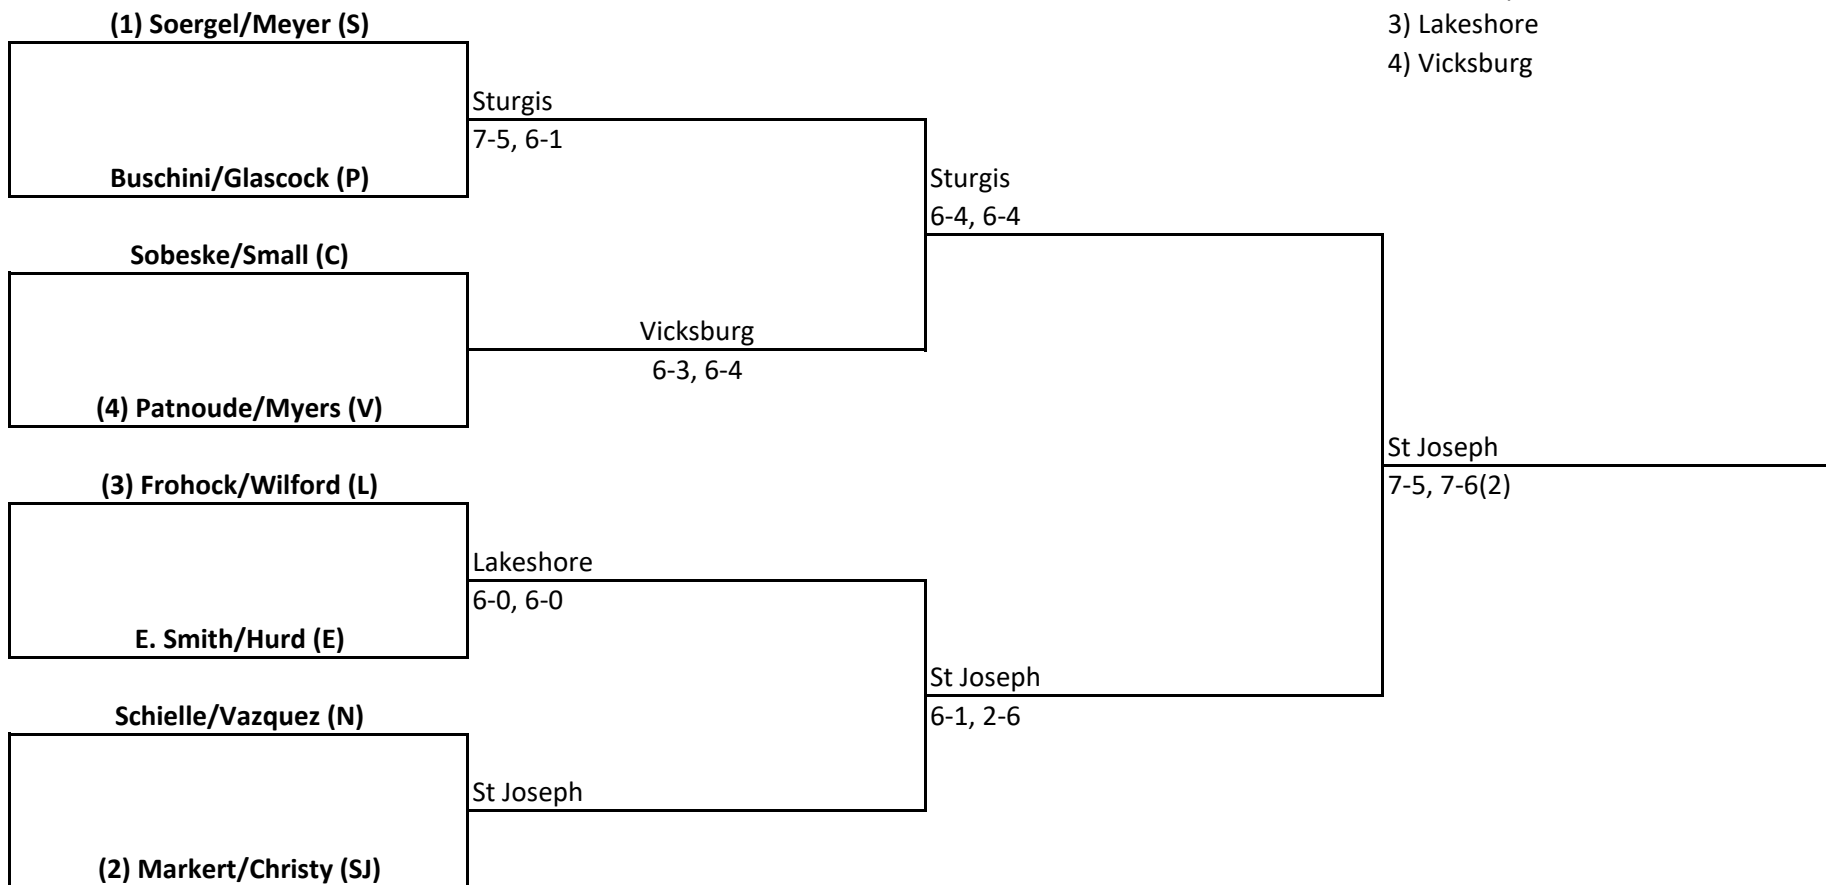 (1) Soergel/Meyer (S)
3) Lakeshore
4) Vicksburg
Sturgis
7-5, 6-1
Buschini/Glascock (P)
Sturgis
6-4, 6-4
Sobeske/Small (C)
Vicksburg
6-3, 6-4
(4) Patnoude/Myers (V)
St Joseph
7-5, 7-6(2)
(3) Frohock/Wilford (L)
Lakeshore
6-0, 6-0
E. Smith/Hurd (E)
St Joseph
6-1, 2-6
Schielle/Vazquez (N)
St Joseph
(2) Markert/Christy (SJ)